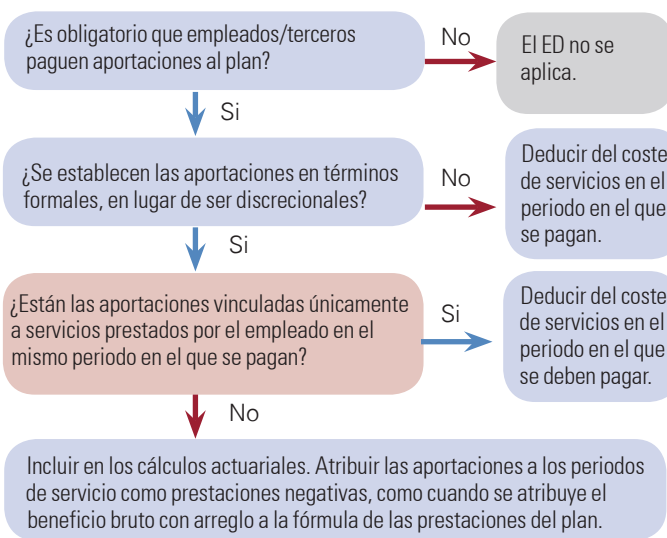 ¿Es obligatorio que empleados/terceros
paguen aportaciones al plan?
No
El ED no se
aplica.
Si
¿Se establecen las aportaciones en términos
formales, en lugar de ser discrecionales?
No
Deducir del coste
de servicios en el
periodo en el que
se pagan.
Si
¿Están las aportaciones vinculadas únicamente
a servicios prestados por el empleado en el
mismo periodo en el que se pagan?
Si
Deducir del coste
de servicios en el
periodo en el que
se deben pagar.
No
Incluir en los cálculos actuariales. Atribuir las aportaciones a los periodos
de servicio como prestaciones negativas, como cuando se atribuye el
beneficio bruto con arreglo a la fórmula de las prestaciones del plan.